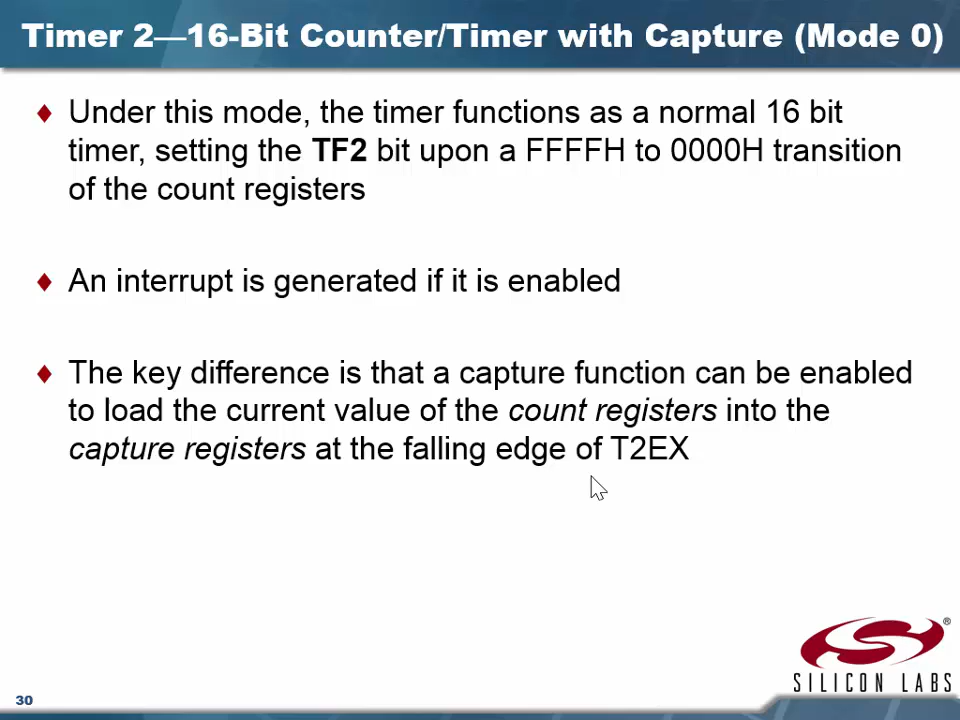 Timer 2—16-Bit Counter/Timer with Capture (Mode 0)
Under this mode, the timer functions as a normal 16 bit
timer, setting the TF2 bit upon a FFFFH to 0000H transition
of the count registers
An interrupt is generated if it is enabled
The key difference is that a capture function can be enabled
to load the current value of the count registers into the
capture registers at the falling edge of T2EX
®
SILICON LABS
30